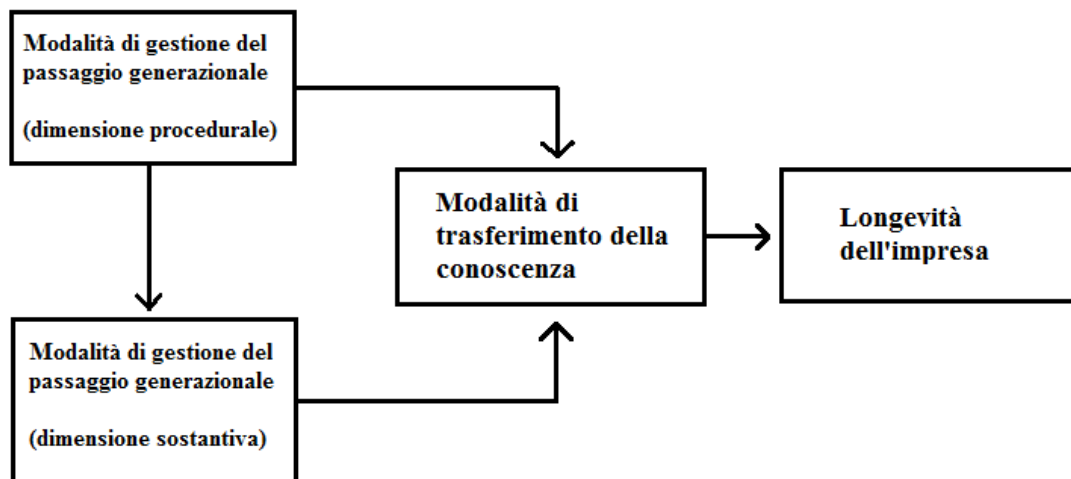 Modalità di gestione del
passaggio generazionale
(dimensione procedurale)
Modalità di
trasferimento della
conoscenza
Longevità
dell'impresa
Modalità di gestione del
passaggio generazionale
(dimensione sostantiva)